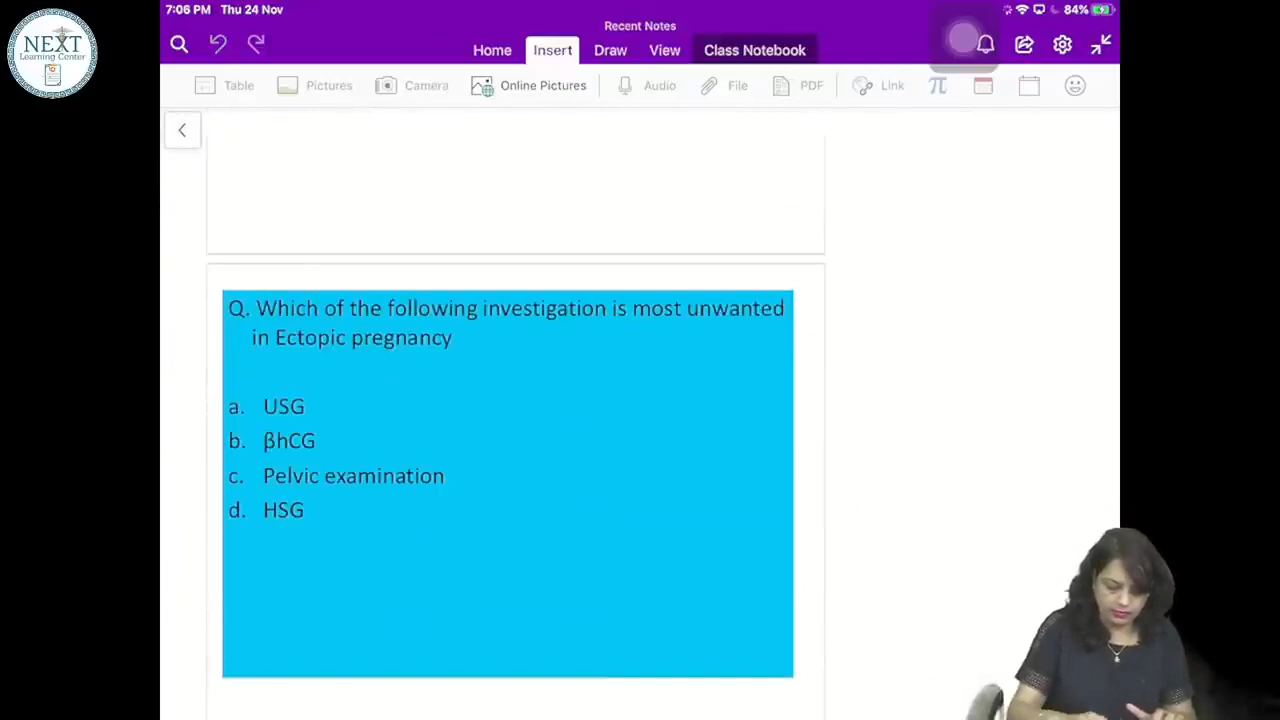 7:06 PM Thu 24 Nov
84%
NEXT
Learning Center
Recent Notes
Home Insert Draw View Class Notebook
Table Pictures Camera Online Pictures Audio File PDF Link π
Q. Which of the following investigation is most unwanted
in Ectopic pregnancy
a. USG
b. βhCG
c. Pelvic examination
d. HSG